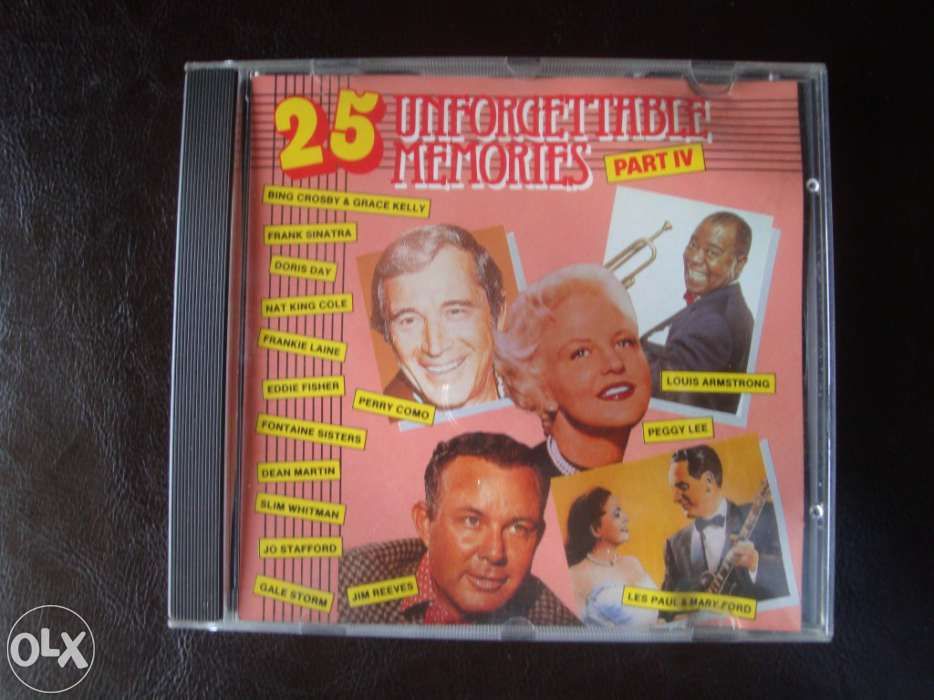 25 UNFORGETTABLE
MEMORIES
PART IV
BING CROSBY & GRACE KELLY
FRANK SINATRA
DORIS DAY
NAT KING COLE
FRANKIE LAINE
EDDIE FISHER
FONTAINE SISTERS
DEAN MARTIN
SLIM WHITMAN
JO STAFFORD
GALE STORM
PERRY COMO
LOUIS ARMSTRONG
PEGGY LEE
JIM REEVES
LES PAUL & MARY FORD
OLX